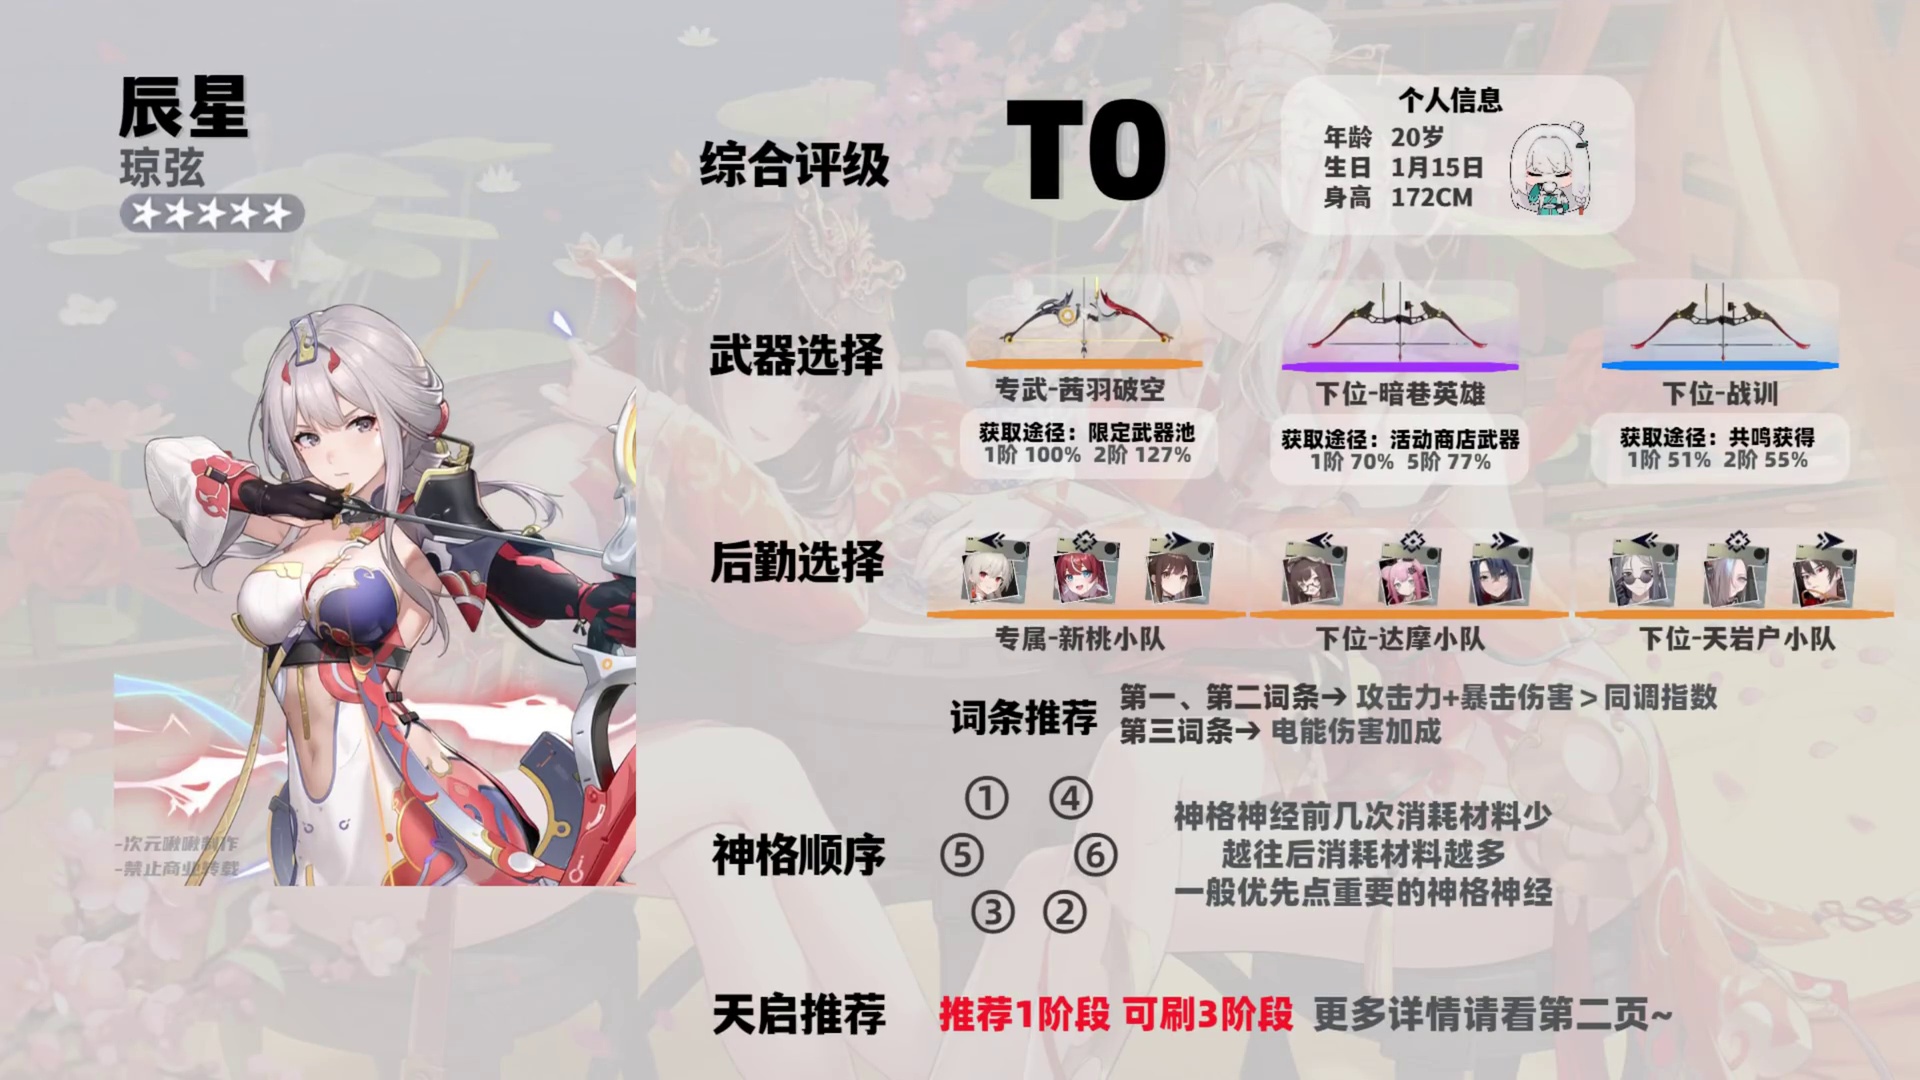 辰星
琼弦
综合评级
T0
个人信息
年龄 20岁
生日 1月15日
身高 172CM
武器选择
专武-茜羽破空
获取途径：限定武器池
1阶 100% 2阶 127%
下位-暗巷英雄
获取途径：活动商店武器
1阶 70% 5阶 77%
下位-战训
获取途径：共鸣获得
1阶 51% 2阶 55%
后勤选择
专属-新桃小队
下位-达摩小队
下位-天岩户小队
词条推荐
第一、第二词条→ 攻击力+暴击伤害＞同调指数
第三词条→ 电能伤害加成
神格顺序
① ④
⑤ ⑥
③ ②
神格神经前几次消耗材料少
越往后消耗材料越多
一般优先点重要的神格神经
天启推荐
推荐1阶段 可刷3阶段 更多详情请看第二页~
-次元啾啾制作
-禁止商业转载